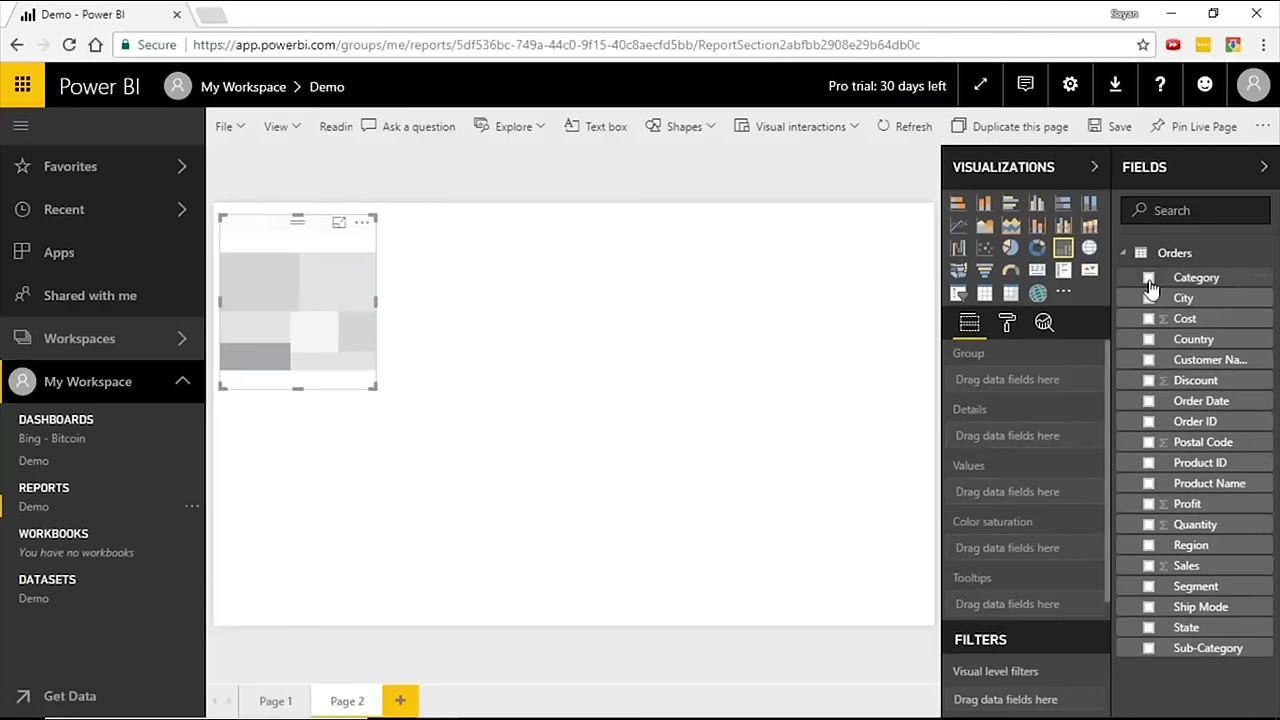 Demo - Power BI
Sayan
Secure
https://app.powerbi.com/groups/me/reports/5df536bc-749a-44c0-9f15-40c8aecfd5bb/ReportSection2abfbb2908e29b64db0c
Power BI
My Workspace > Demo
Pro trial: 30 days left
File
View
Readin
Ask a question
Explore
Text box
Shapes
Visual interactions
Refresh
Duplicate this page
Save
Pin Live Page
Favorites
Recent
Apps
Shared with me
Workspaces
My Workspace
DASHBOARDS
Bing - Bitcoin
Demo
REPORTS
Demo
WORKBOOKS
You have no workbooks
DATASETS
Demo
Get Data
Page 1
Page 2
VISUALIZATIONS
123
Group
Drag data fields here
Details
Drag data fields here
Values
Drag data fields here
Color saturation
Drag data fields here
Tooltips
Drag data fields here
FILTERS
Visual level filters
Drag data fields here
FIELDS
Search
Orders
Category
City
Cost
Country
Customer Na...
Discount
Order Date
Order ID
Postal Code
Product ID
Product Name
Profit
Quantity
Region
Sales
Segment
Ship Mode
State
Sub-Category